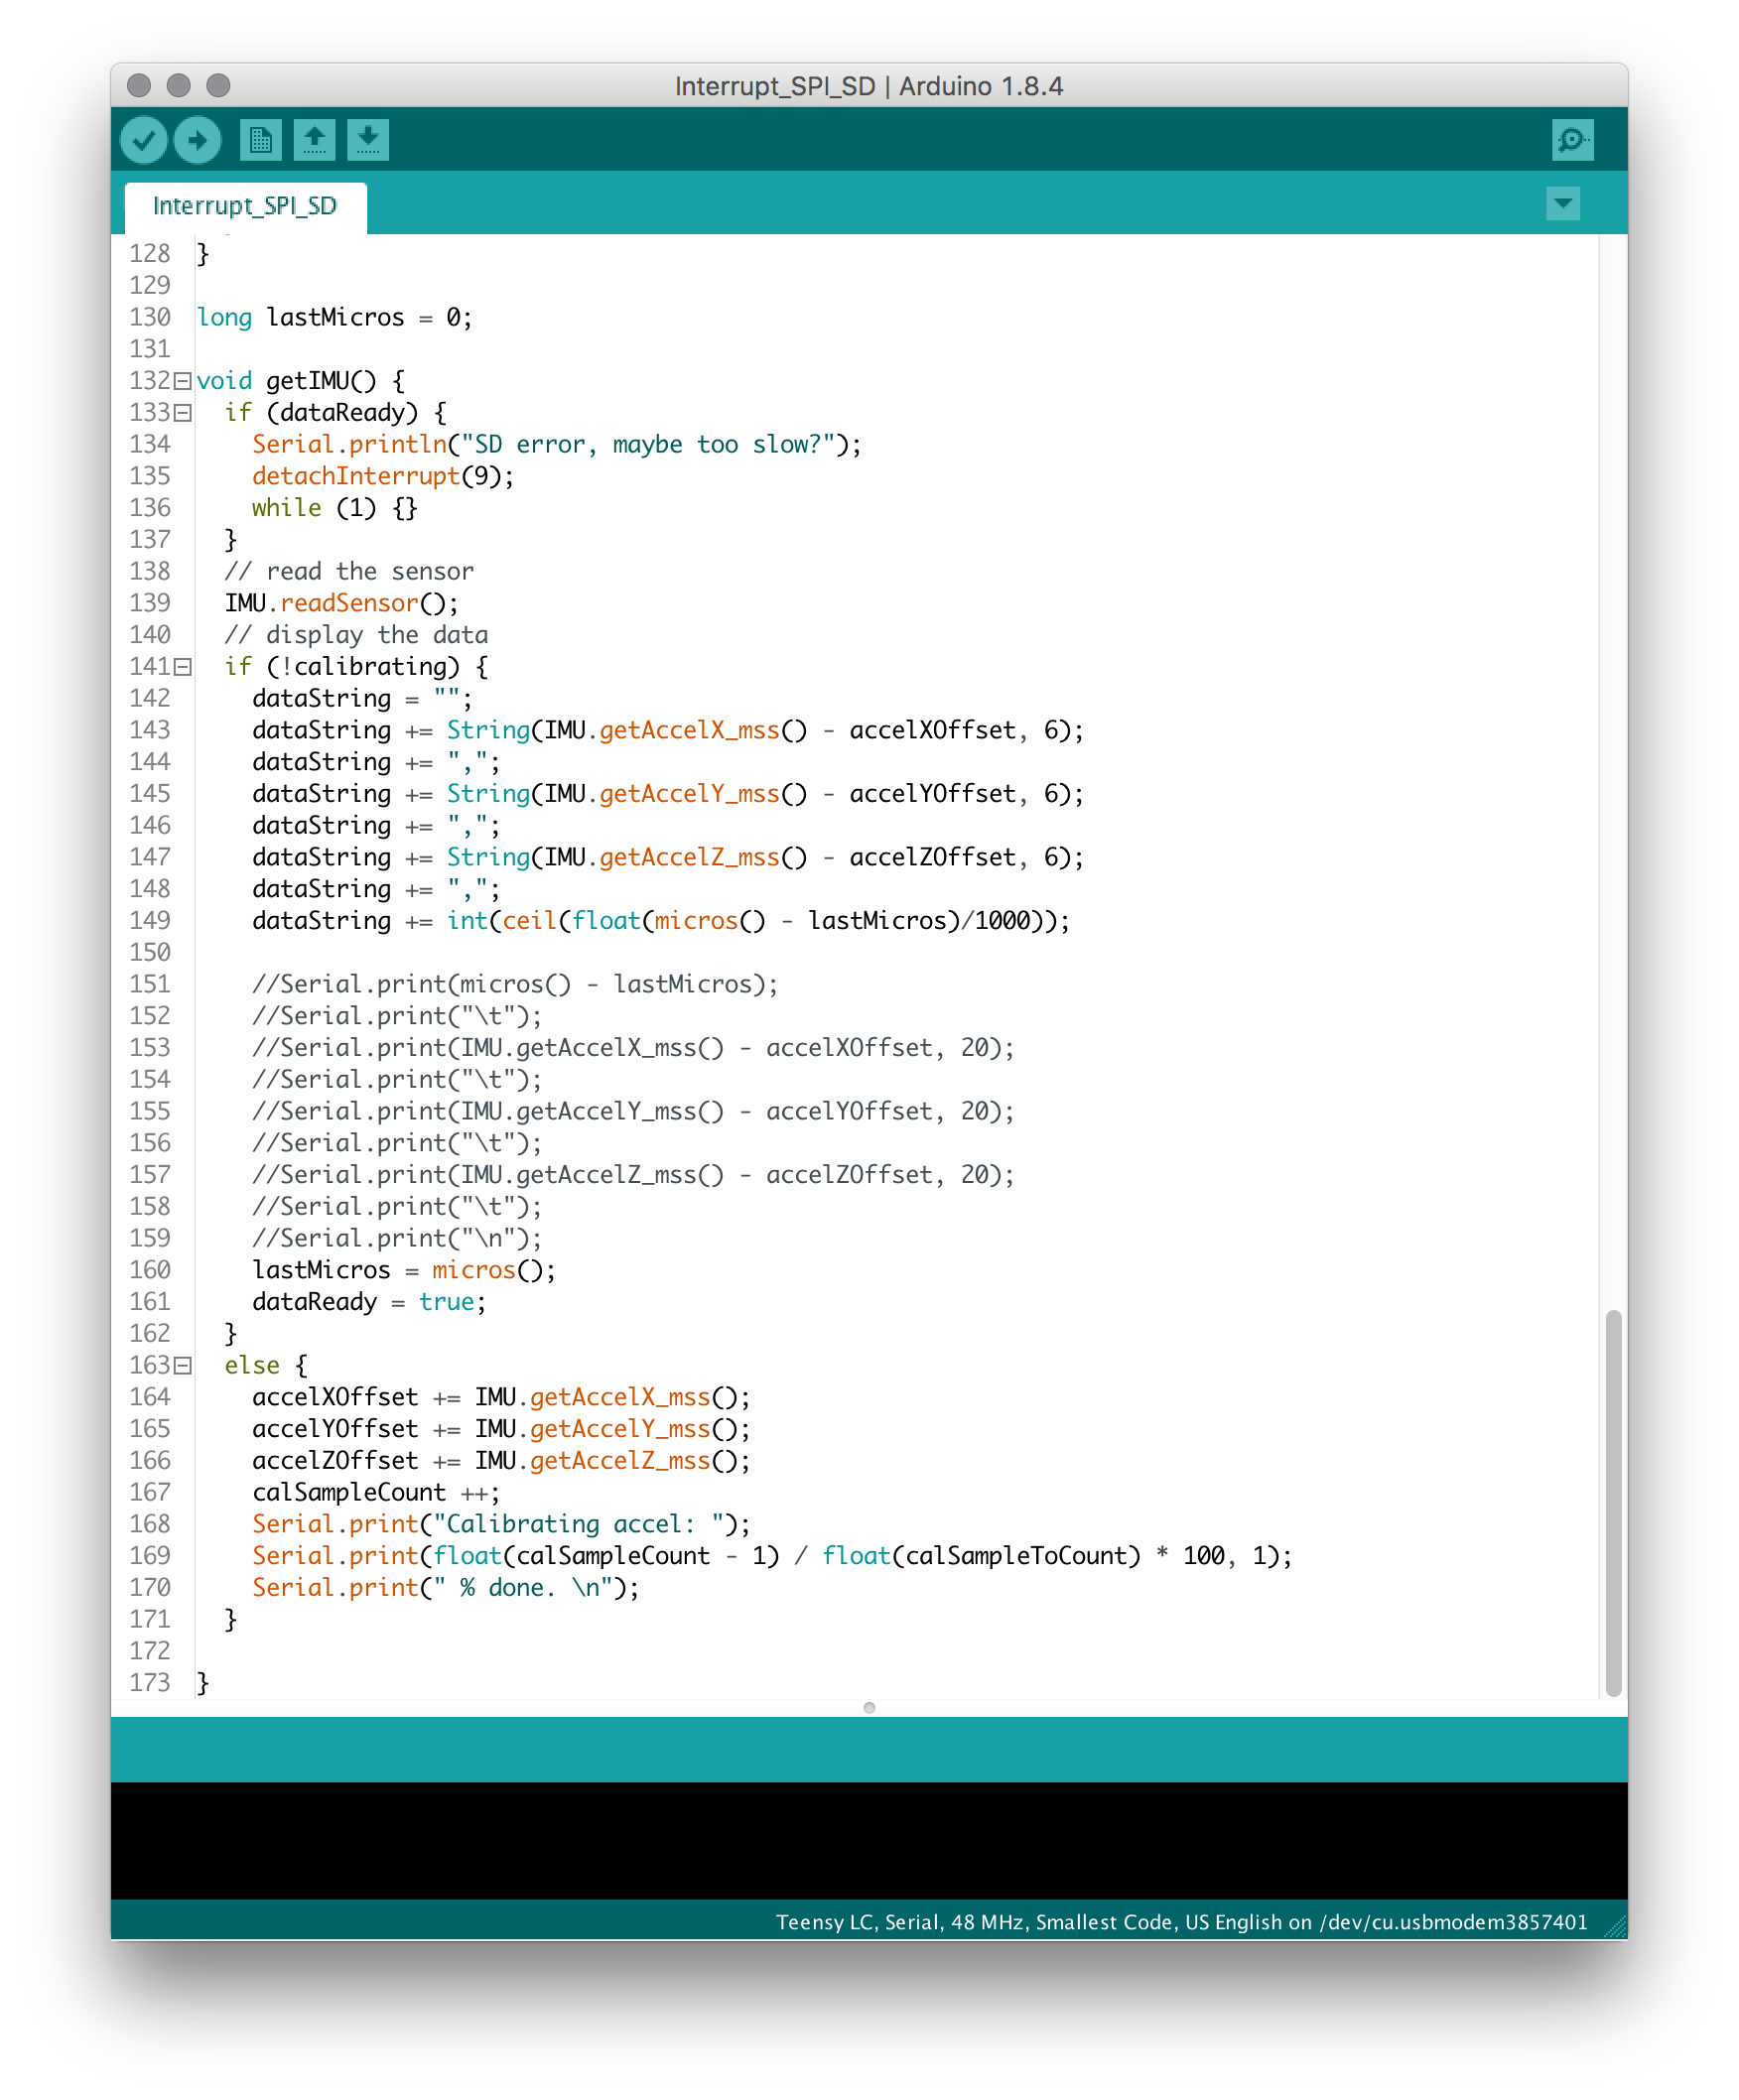 Interrupt_SPI_SD | Arduino 1.8.4
Interrupt_SPI_SD
128 }
129
130 long lastMicros = 0;
131
132 void getIMU() {
133   if (dataReady) {
134     Serial.println("SD error, maybe too slow?");
135     detachInterrupt(9);
136     while (1) {}
137   }
138   // read the sensor
139   IMU.readSensor();
140   // display the data
141   if (!calibrating) {
142     dataString = "";
143     dataString += String(IMU.getAccelX_mss() - accelXOffset, 6);
144     dataString += ",";
145     dataString += String(IMU.getAccelY_mss() - accelYOffset, 6);
146     dataString += ",";
147     dataString += String(IMU.getAccelZ_mss() - accelZOffset, 6);
148     dataString += ",";
149     dataString += int(ceil(float(micros() - lastMicros)/1000));
150
151     //Serial.print(micros() - lastMicros);
152     //Serial.print("\t");
153     //Serial.print(IMU.getAccelX_mss() - accelXOffset, 20);
154     //Serial.print("\t");
155     //Serial.print(IMU.getAccelY_mss() - accelYOffset, 20);
156     //Serial.print("\t");
157     //Serial.print(IMU.getAccelZ_mss() - accelZOffset, 20);
158     //Serial.print("\t");
159     //Serial.print("\n");
160     lastMicros = micros();
161     dataReady = true;
162   }
163   else {
164     accelXOffset += IMU.getAccelX_mss();
165     accelYOffset += IMU.getAccelY_mss();
166     accelZOffset += IMU.getAccelZ_mss();
167     calSampleCount ++;
168     Serial.print("Calibrating accel: ");
169     Serial.print(float(calSampleCount - 1) / float(calSampleToCount) * 100, 1);
170     Serial.print(" % done. \n");
171   }
172
173 }
Teensy LC, Serial, 48 MHz, Smallest Code, US English on /dev/cu.usbmodem3857401